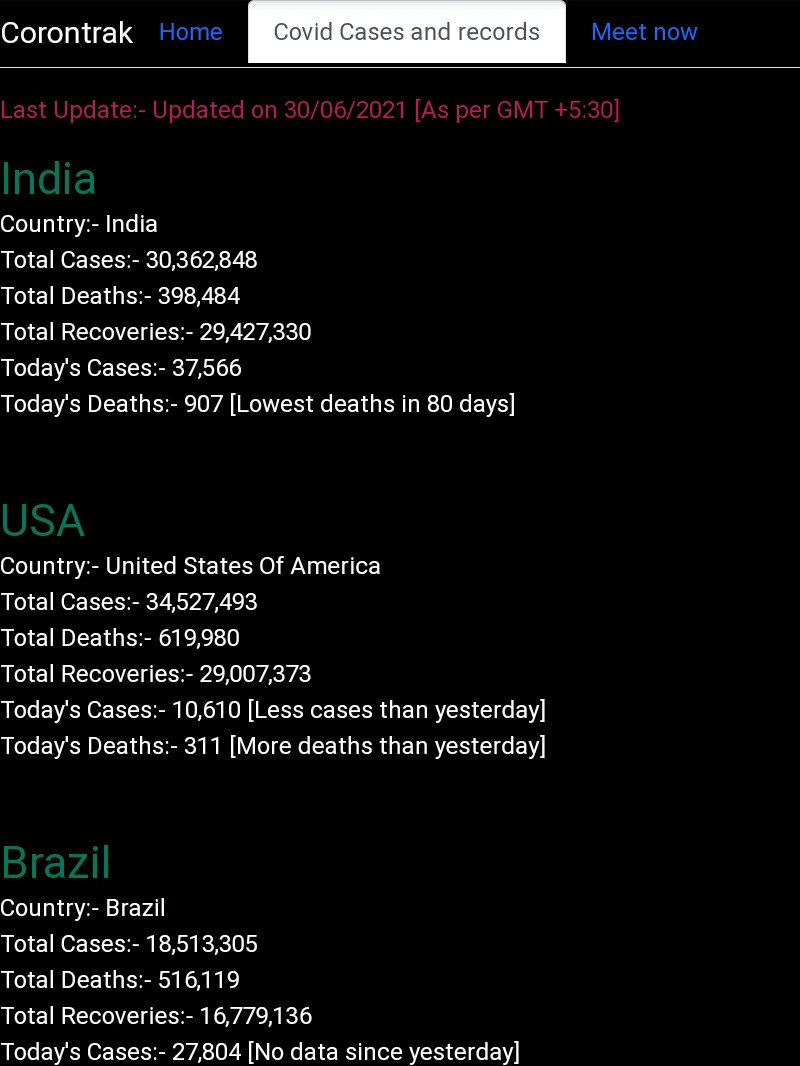 Corontrak Home Covid Cases and records Meet now
Last Update:- Updated on 30/06/2021 [As per GMT +5:30]
India
Country:- India
Total Cases:- 30,362,848
Total Deaths:- 398,484
Total Recoveries:- 29,427,330
Today's Cases:- 37,566
Today's Deaths:- 907 [Lowest deaths in 80 days]
USA
Country:- United States Of America
Total Cases:- 34,527,493
Total Deaths:- 619,980
Total Recoveries:- 29,007,373
Today's Cases:- 10,610 [Less cases than yesterday]
Today's Deaths:- 311 [More deaths than yesterday]
Brazil
Country:- Brazil
Total Cases:- 18,513,305
Total Deaths:- 516,119
Total Recoveries:- 16,779,136
Today's Cases:- 27,804 [No data since yesterday]